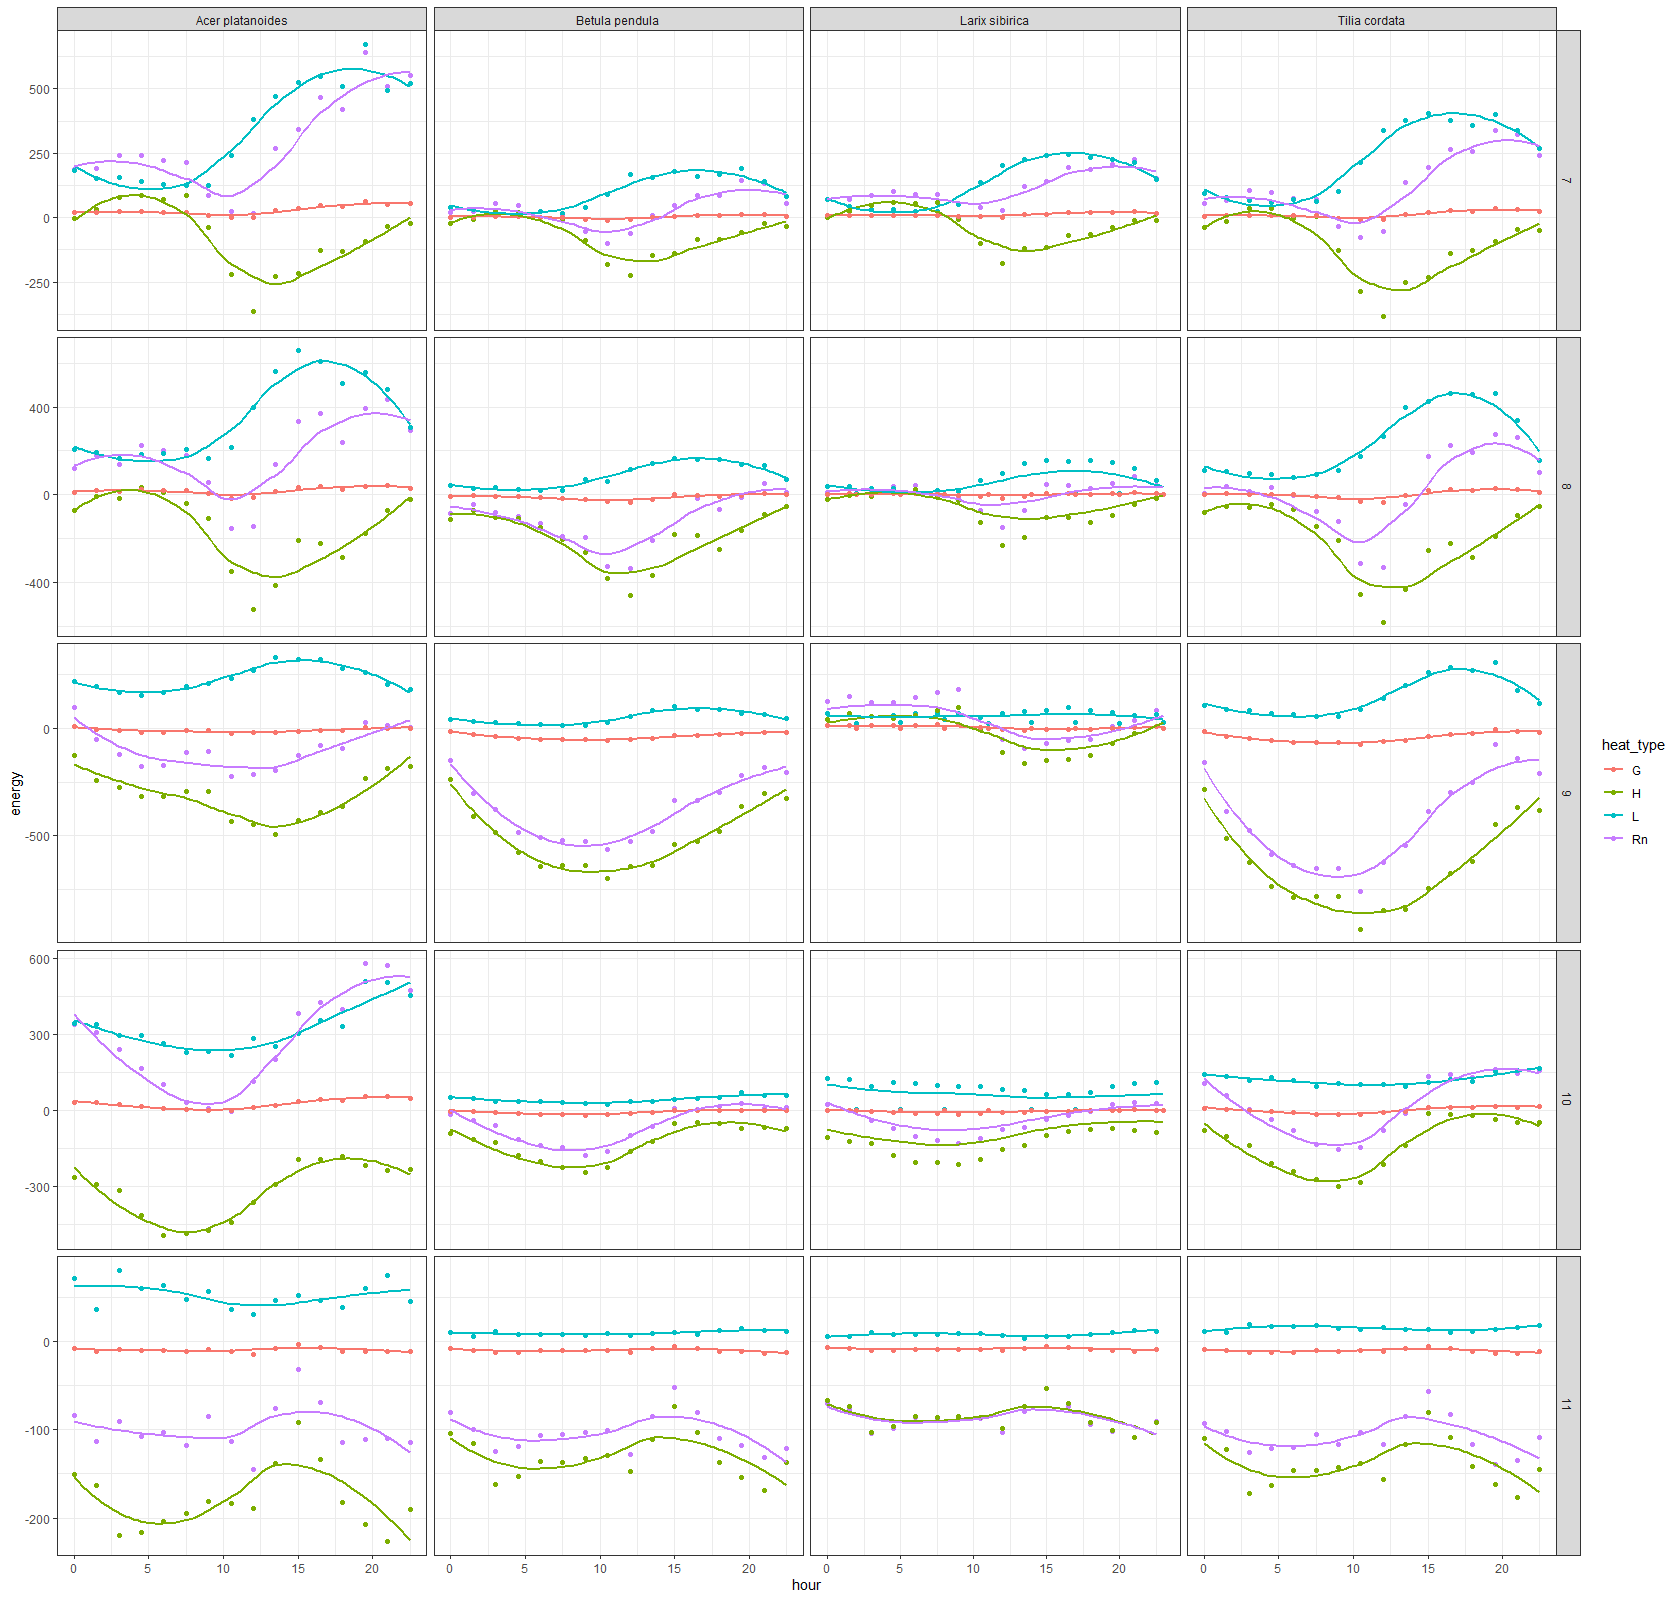 Acer platanoides Betula pendula Larix sibirica Tilia cordata
500
250
0
-250
7
400
0
-400
8
0
-500
9
600
300
0
-300
10
0
-100
-200
11
0 5 10 15 20 0 5 10 15 20 0 5 10 15 20 0 5 10 15 20
hour
energy
heat_type
G
H
L
Rn